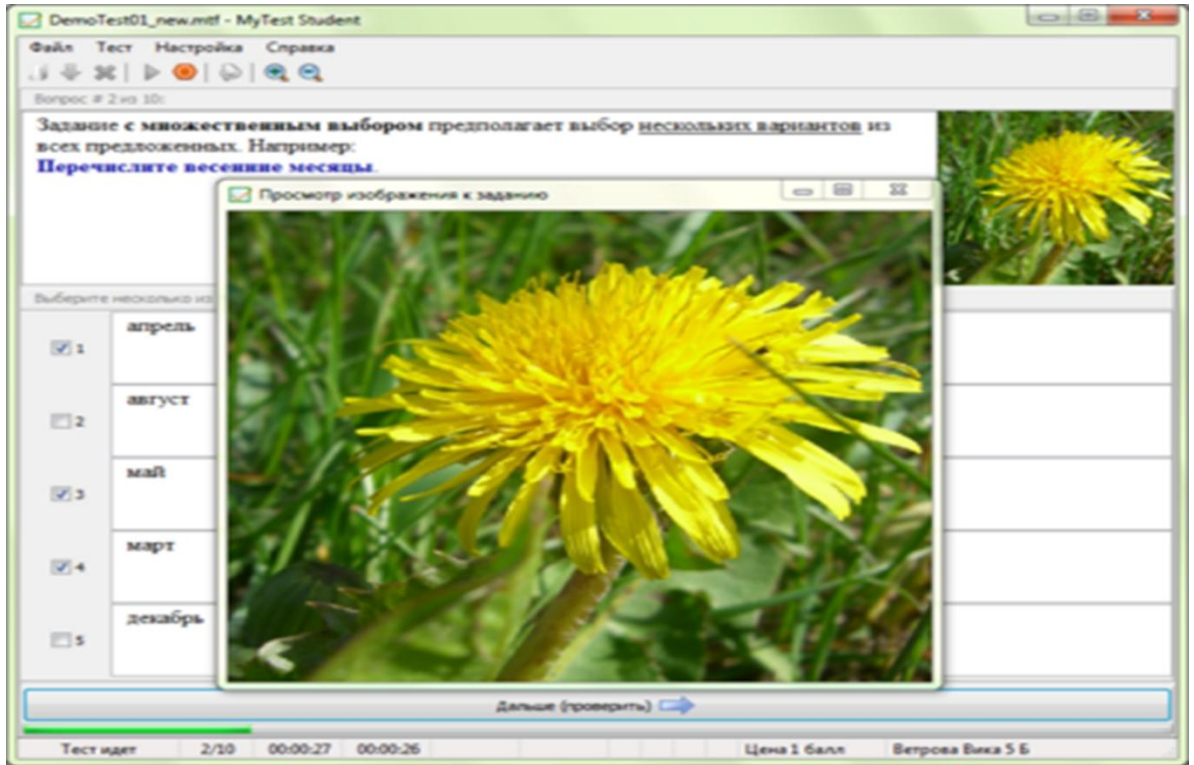 DemoTest01_new.mtf - MyTest Student
Файл Тест Настройка Справка
Вопрос # 2 из 10:
Задание с множественным выбором предполагает выбор нескольких вариантов из
всех предложенных. Например:
Перечислите весенние месяцы.
Просмотр изображения к заданию
Выберите несколько из
1 апрель
2 август
3 май
4 март
5 декабрь
Дальше (проверить)
Тест идет 2/10 00:00:27 00:00:26 Цена 1 балл Ветрова Вика 5 Б